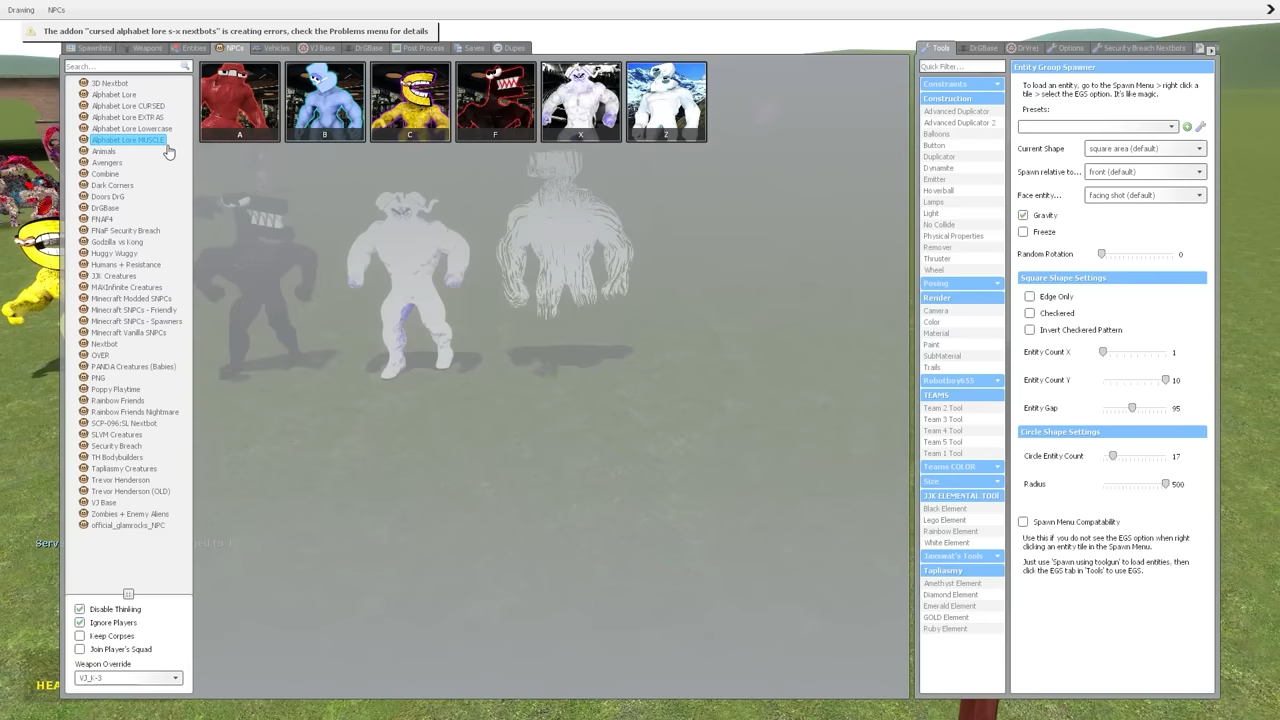 Drawing NPCs
The addon "cursed alphabet lore s-x nextbots" is creating errors, check the Problems menu for details
Spawnlists Weapons Entities NPCs Vehicles VJ Base DrGBase Post Process Saves Dupes
Search...
3D Nextbot
Alphabet Lore
Alphabet Lore CURSED
Alphabet Lore EXTRAS
Alphabet Lore Lowercase
Alphabet Lore MUSCLE
Animals
Avengers
Combine
Dark Corners
Doors DrG
DrGBase
FNAF4
FNaF Security Breach
Godzilla vs Kong
Huggy Wuggy
Humans + Resistance
JJK Creatures
MAXInfinite Creatures
Minecraft Modded SNPCs
Minecraft SNPCs - Friendly
Minecraft SNPCs - Spawners
Minecraft Vanilla SNPCs
Nextbot
OVER
PANDA Creatures (Babies)
PNG
Poppy Playtime
Rainbow Friends
Rainbow Friends Nightmare
SCP-096:SL Nextbot
SLVM Creatures
Security Breach
TH Bodybuilders
Tapliasmy Creatures
Trevor Henderson
Trevor Henderson (OLD)
VJ Base
Zombies + Enemy Aliens
official_glamrocks_NPC
Disable Thinking
Ignore Players
Keep Corpses
Join Player's Squad
Weapon Override
VJ_K-3
A B C F X Z
Serv
HEA
Tools DrGBase DrVrej Options Security Breach Nextbots
Quick Filter...
Constraints
Construction
Advanced Duplicator
Advanced Duplicator 2
Balloons
Button
Duplicator
Dynamite
Emitter
Hoverball
Lamps
Light
No Collide
Physical Properties
Remover
Thruster
Wheel
Posing
Render
Camera
Color
Material
Paint
SubMaterial
Trails
Robotboy655
TEAMS
Team 2 Tool
Team 3 Tool
Team 4 Tool
Team 5 Tool
Team 1 Tool
Teams COLOR
Size
JJK ELEMENTAL TOOl
Black Element
Lego Element
Rainbow Element
White Element
Tapliasmy
Amethyst Element
Diamond Element
Emerald Element
GOLD Element
Ruby Element
Entity Group Spawner
To load an entity, go to the Spawn Menu > right click a
tile > select the EGS option. It's like magic.
Presets:
Current Shape square area (default)
Spawn relative to... front (default)
Face entity... facing shot (default)
Gravity
Freeze
Random Rotation 0
Square Shape Settings
Edge Only
Checkered
Invert Checkered Pattern
Entity Count X 1
Entity Count Y 10
Entity Gap 95
Circle Shape Settings
Circle Entity Count 17
Radius 500
Spawn Menu Compatability
Use this if you do not see the EGS option when right
clicking an entity tile in the Spawn Menu.
Just use 'Spawn using toolgun' to load entities, then
click the EGS tab in 'Tools' to use EGS.